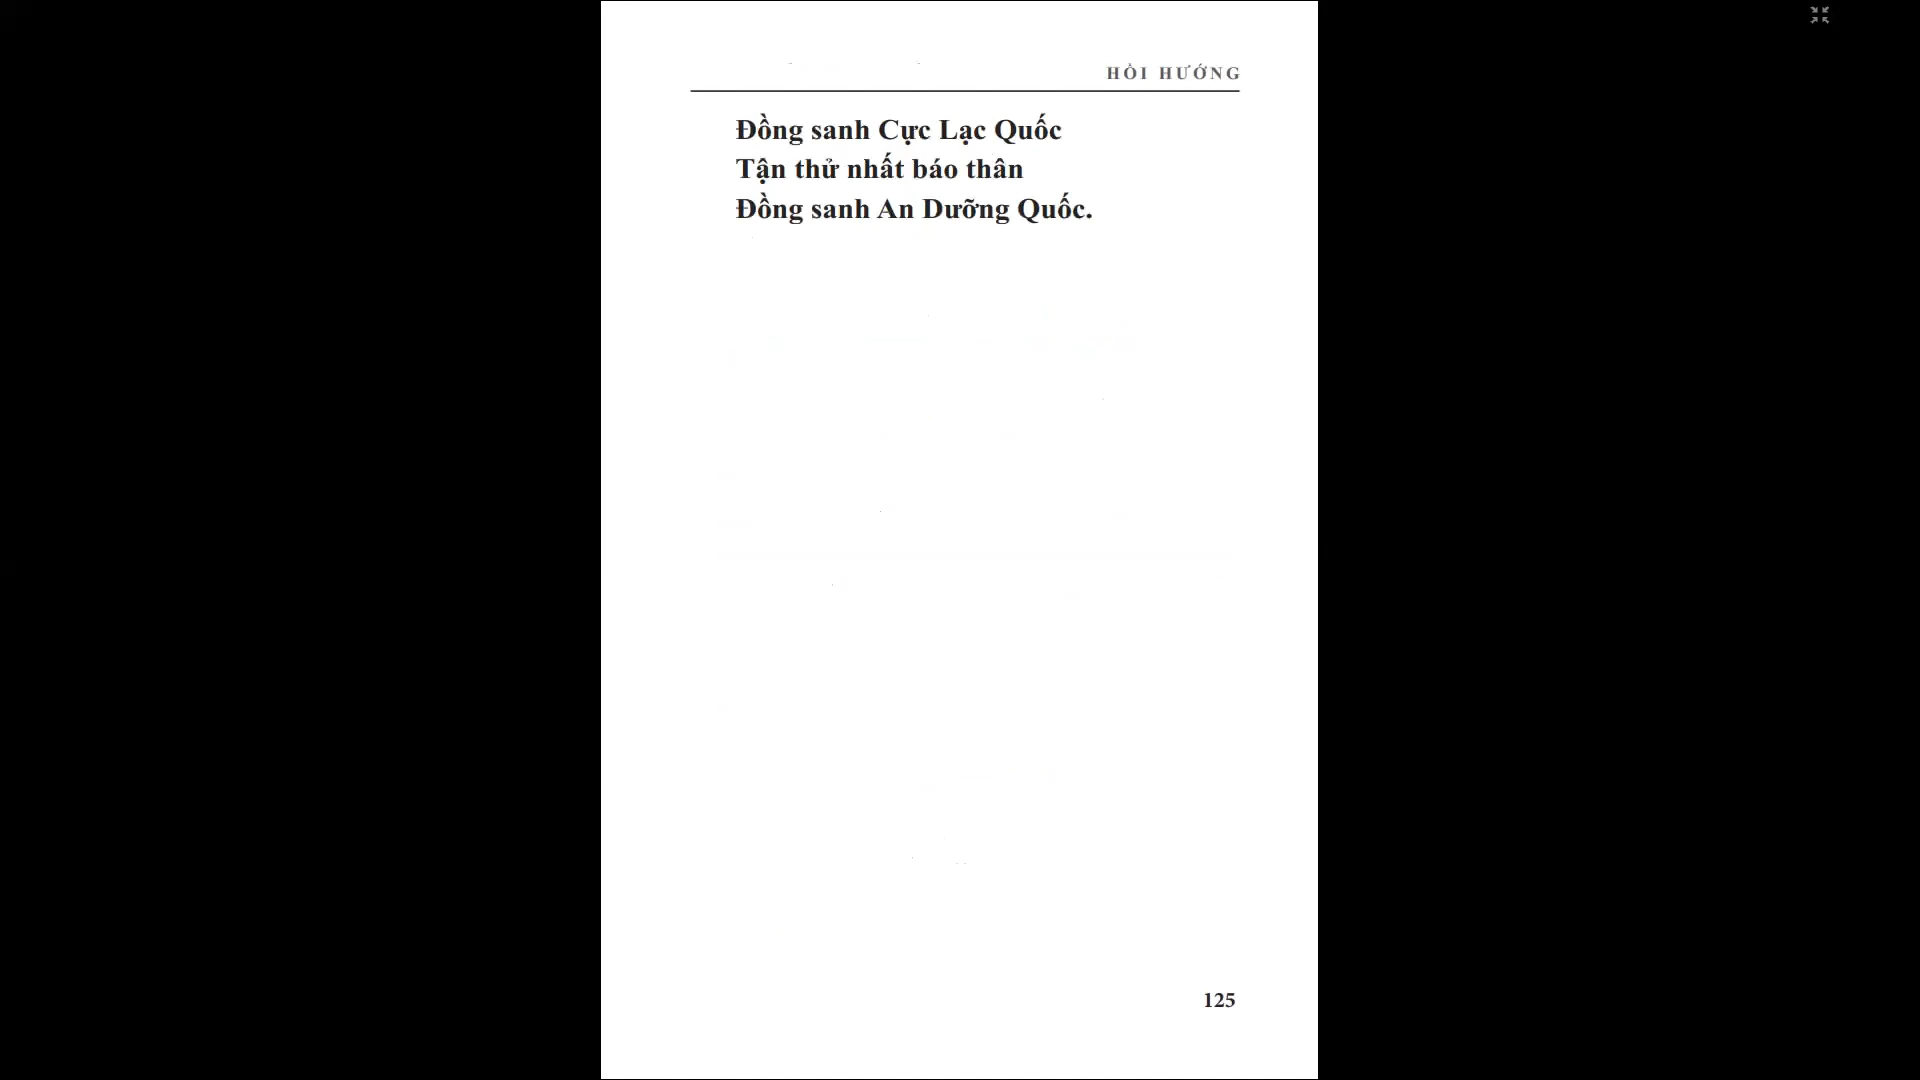 HỒI HƯỚNG
Đồng sanh Cực Lạc Quốc
Tận thử nhất báo thân
Đồng sanh An Dưỡng Quốc.
125